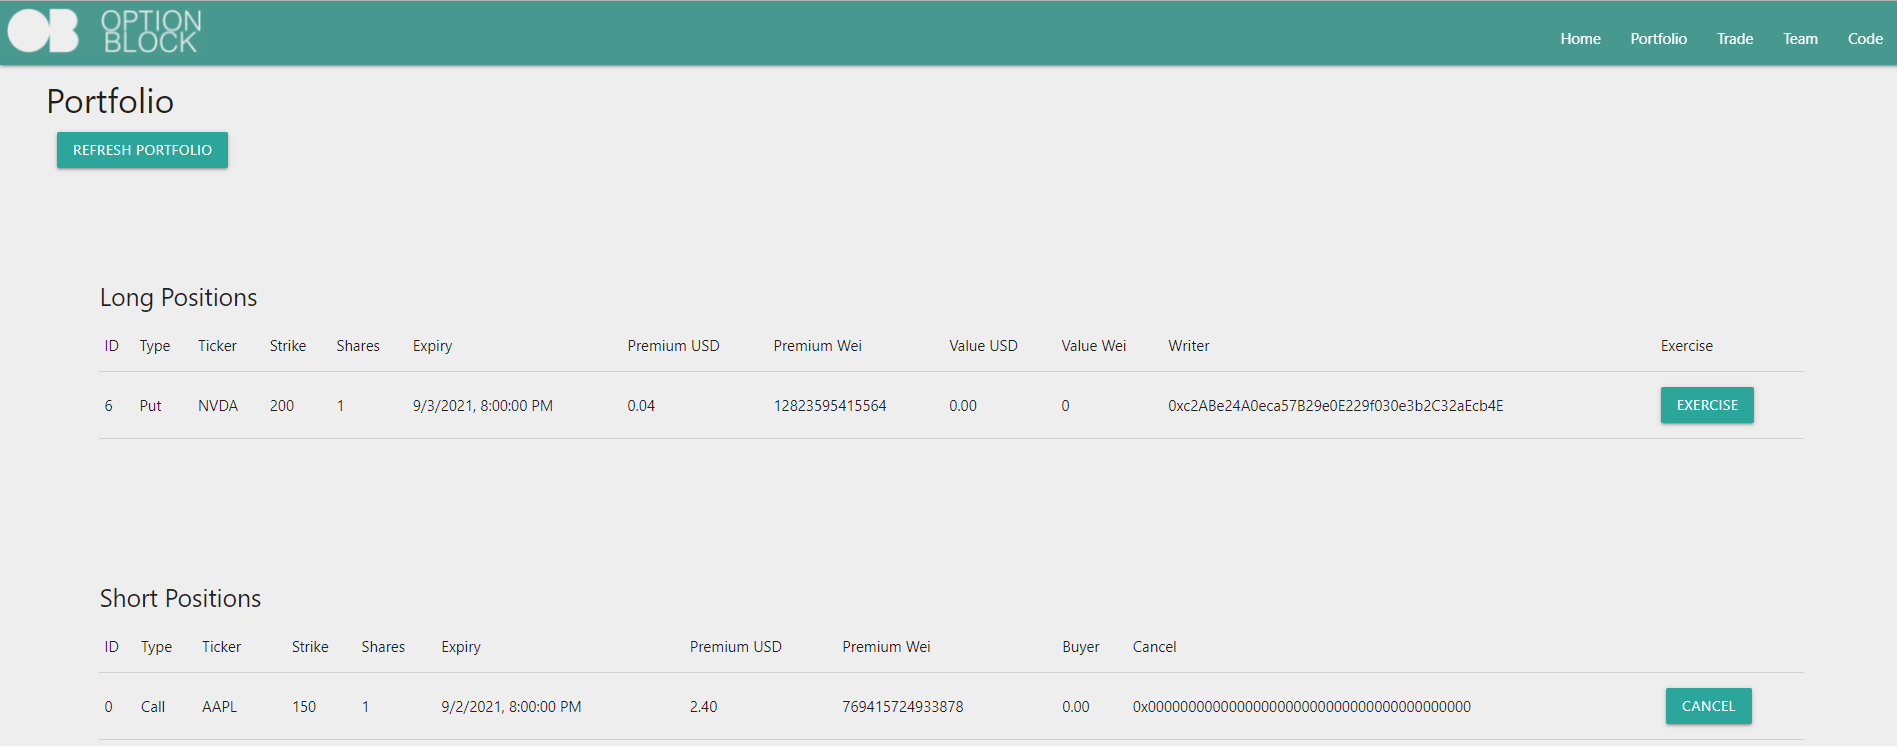 OB OPTION BLOCK
Home Portfolio Trade Team Code
Portfolio
REFRESH PORTFOLIO
Long Positions
ID Type Ticker Strike Shares Expiry Premium USD Premium Wei Value USD Value Wei Writer Exercise
6 Put NVDA 200 1 9/3/2021, 8:00:00 PM 0.04 12823595415564 0.00 0 0xc2ABe24A0eca57B29e0E229f030e3b2C32aEcb4E EXERCISE
Short Positions
ID Type Ticker Strike Shares Expiry Premium USD Premium Wei Buyer Cancel
0 Call AAPL 150 1 9/2/2021, 8:00:00 PM 2.40 769415724933878 0.00 0x0000000000000000000000000000000000000000 CANCEL